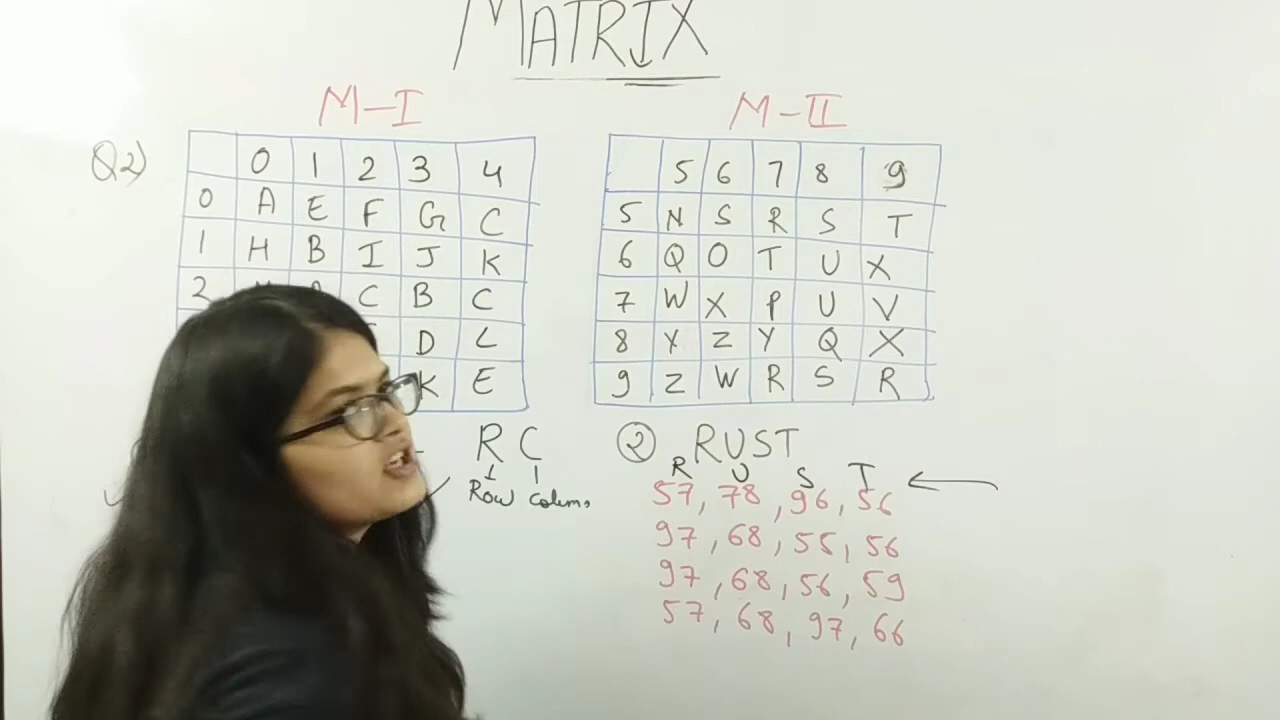 MATRIX
M-I M-II
Q2)
0 1 2 3 4
0 A E F G C
1 H B I J K
2 C B C
D L
K E
5 6 7 8 9
5 N S R S T
6 Q O T U X
7 W X P U V
8 Y Z Y Q X
9 Z W R S R
R C
Row colum,
② RUST
R U S T
57, 78, 96, 56
97, 68, 55, 56
97, 68, 56, 59
57, 68, 97, 66